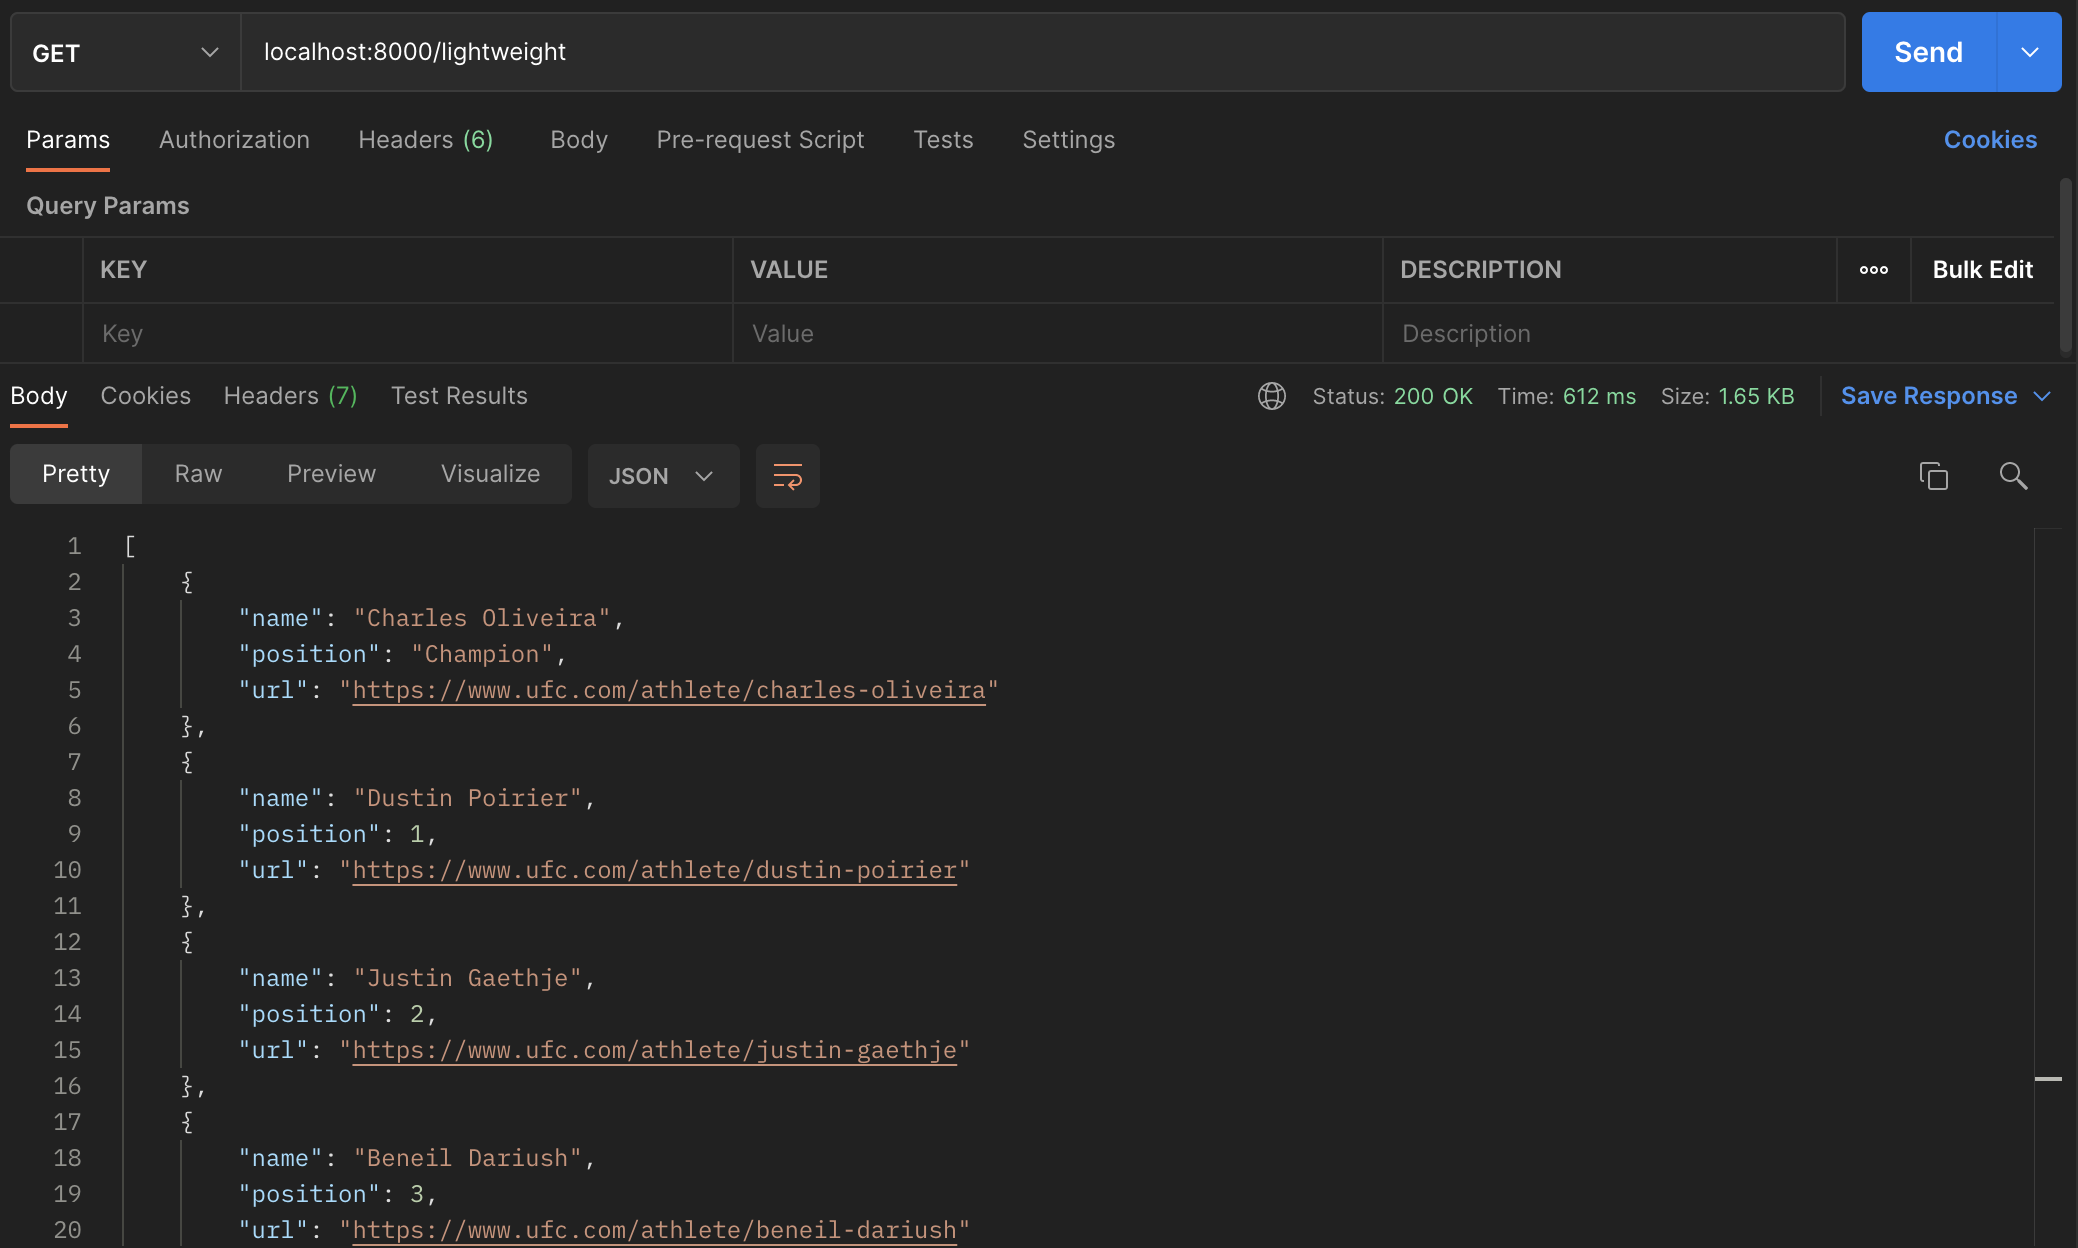 GET localhost:8000/lightweight Send
Params Authorization Headers (6) Body Pre-request Script Tests Settings Cookies
Query Params
KEY VALUE DESCRIPTION ooo Bulk Edit
Key Value Description
Body Cookies Headers (7) Test Results Status: 200 OK Time: 612 ms Size: 1.65 KB Save Response
Pretty Raw Preview Visualize JSON
1 [
2 {
3 "name": "Charles Oliveira",
4 "position": "Champion",
5 "url": "https://www.ufc.com/athlete/charles-oliveira"
6 },
7 {
8 "name": "Dustin Poirier",
9 "position": 1,
10 "url": "https://www.ufc.com/athlete/dustin-poirier"
11 },
12 {
13 "name": "Justin Gaethje",
14 "position": 2,
15 "url": "https://www.ufc.com/athlete/justin-gaethje"
16 },
17 {
18 "name": "Beneil Dariush",
19 "position": 3,
20 "url": "https://www.ufc.com/athlete/beneil-dariush"